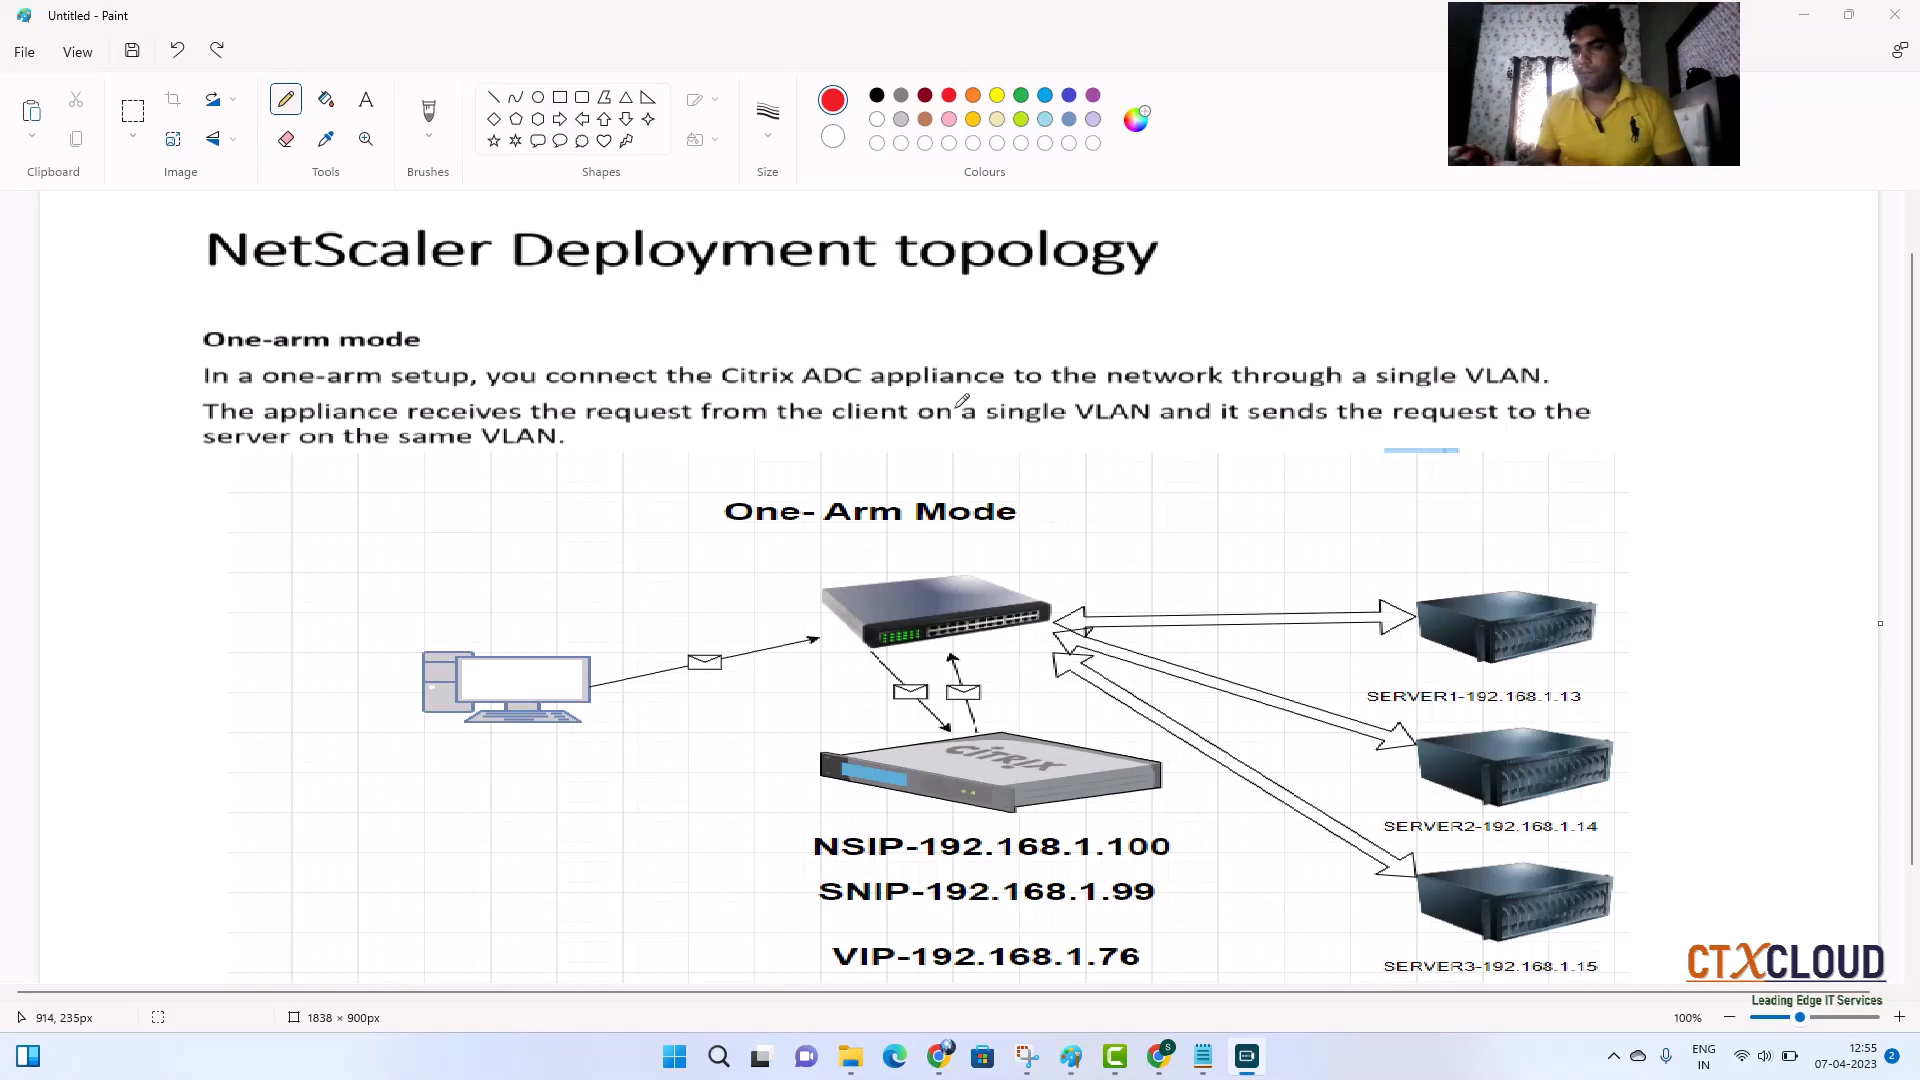 Untitled - Paint
File
View
Clipboard
Image
Tools
Brushes
Shapes
Size
Colours
NetScaler Deployment topology
One-arm mode
In a one-arm setup, you connect the Citrix ADC appliance to the network through a single VLAN.
The appliance receives the request from the client on a single VLAN and it sends the request to the
server on the same VLAN.
One- Arm Mode
SERVER1-192.168.1.13
CITRIX
SERVER2-192.168.1.14
NSIP-192.168.1.100
SNIP-192.168.1.99
VIP-192.168.1.76
SERVER3-192.168.1.15
CTXCLOUD
Leading Edge IT Services
914, 235px
1838 × 900px
100%
ENG
IN
12:55
07-04-2023
2